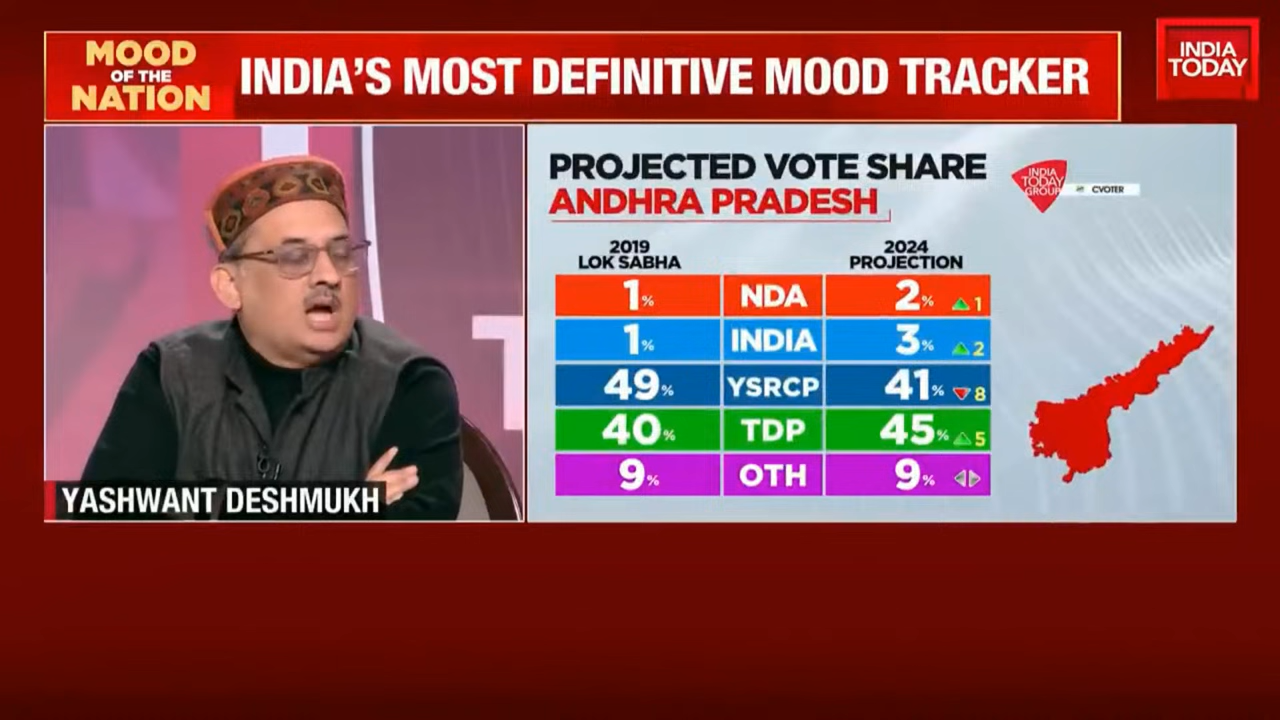 MOOD
OF THE
NATION
INDIA'S MOST DEFINITIVE MOOD TRACKER
INDIA
TODAY
PROJECTED VOTE SHARE
ANDHRA PRADESH
INDIA
TODAY
GROUP
CVOTER
2019
LOK SABHA
2024
PROJECTION
1% NDA 2% 1
1% INDIA 3% 2
49% YSRCP 41% 8
40% TDP 45% 5
9% OTH 9%
YASHWANT DESHMUKH